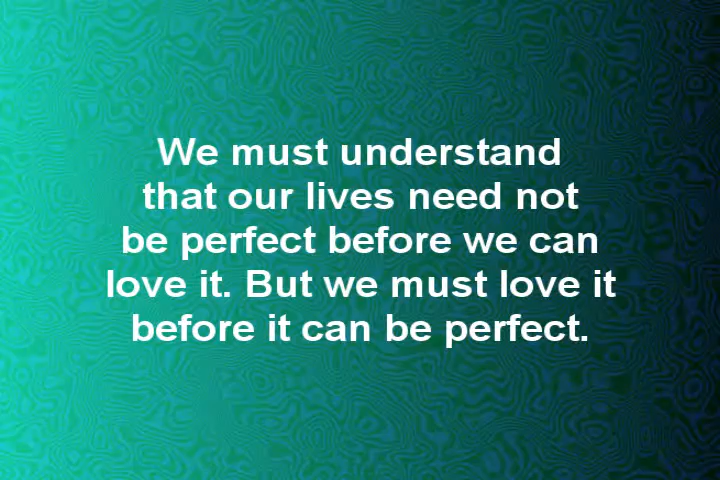 We must understand
that our lives need not
be perfect before we can
love it. But we must love it
before it can be perfect.